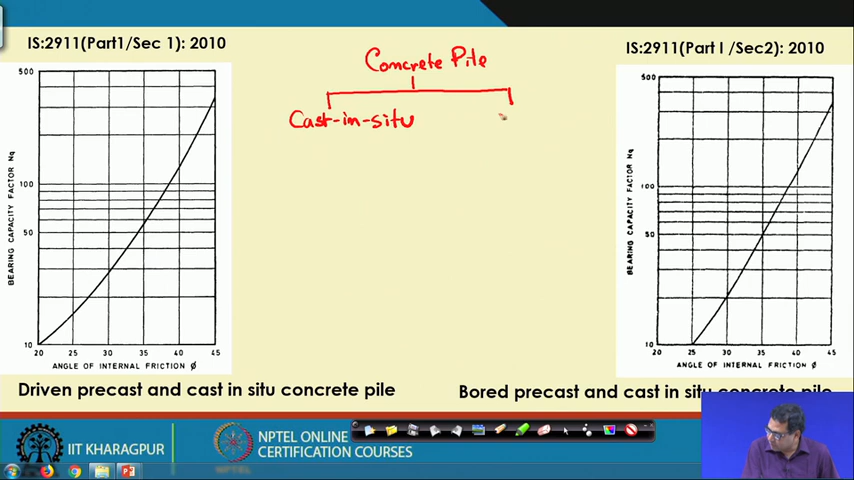 IS:2911(Part1/Sec 1): 2010
Concrete Pile
IS:2911(Part I /Sec2): 2010
Cast-in-situ
500
100
50
10
BEARING CAPACITY FACTOR Nq
20 25 30 35 40 45
ANGLE OF INTERNAL FRICTION ø
500
100
50
10
BEARING CAPACITY FACTOR Nq
20 25 30 35 40 45
ANGLE OF INTERNAL FRICTION ø
Driven precast and cast in situ concrete pile
Bored precast and cast in situ concrete pile
IIT KHARAGPUR
NPTEL ONLINE
CERTIFICATION COURSES
NPTEL